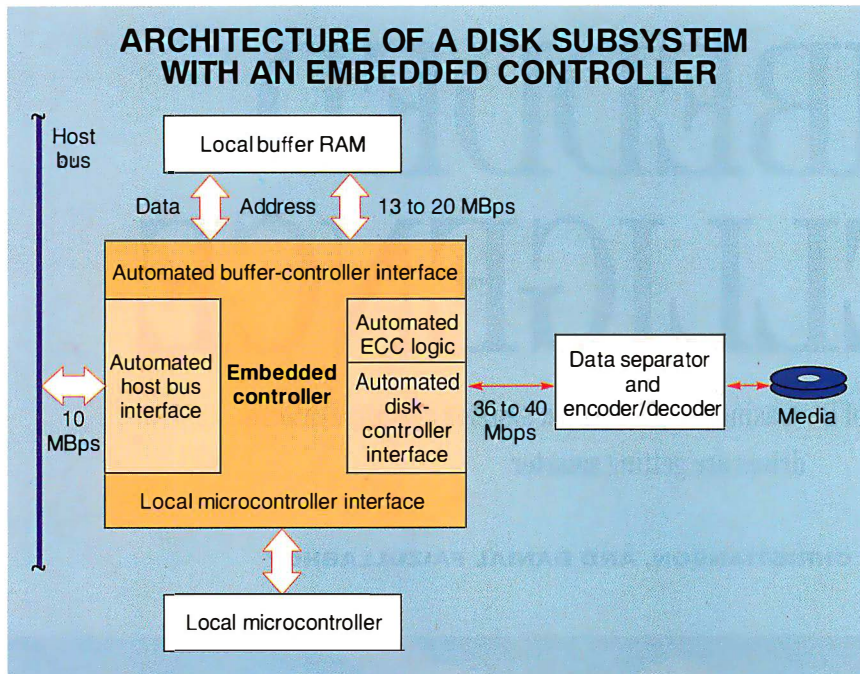 ARCHITECTURE OF A DISK SUBSYSTEM
WITH AN EMBEDDED CONTROLLER
Host
bus
Local buffer RAM
Data
Address
13 to 20 MBps
Automated buffer-controller interface
Automated
host bus
interface
Embedded
controller
Automated
ECC logic
Automated
disk-
controller
interface
10
MBps
36 to 40
Mbps
Data separator
and
encoder/decoder
Media
Local microcontroller interface
Local microcontroller